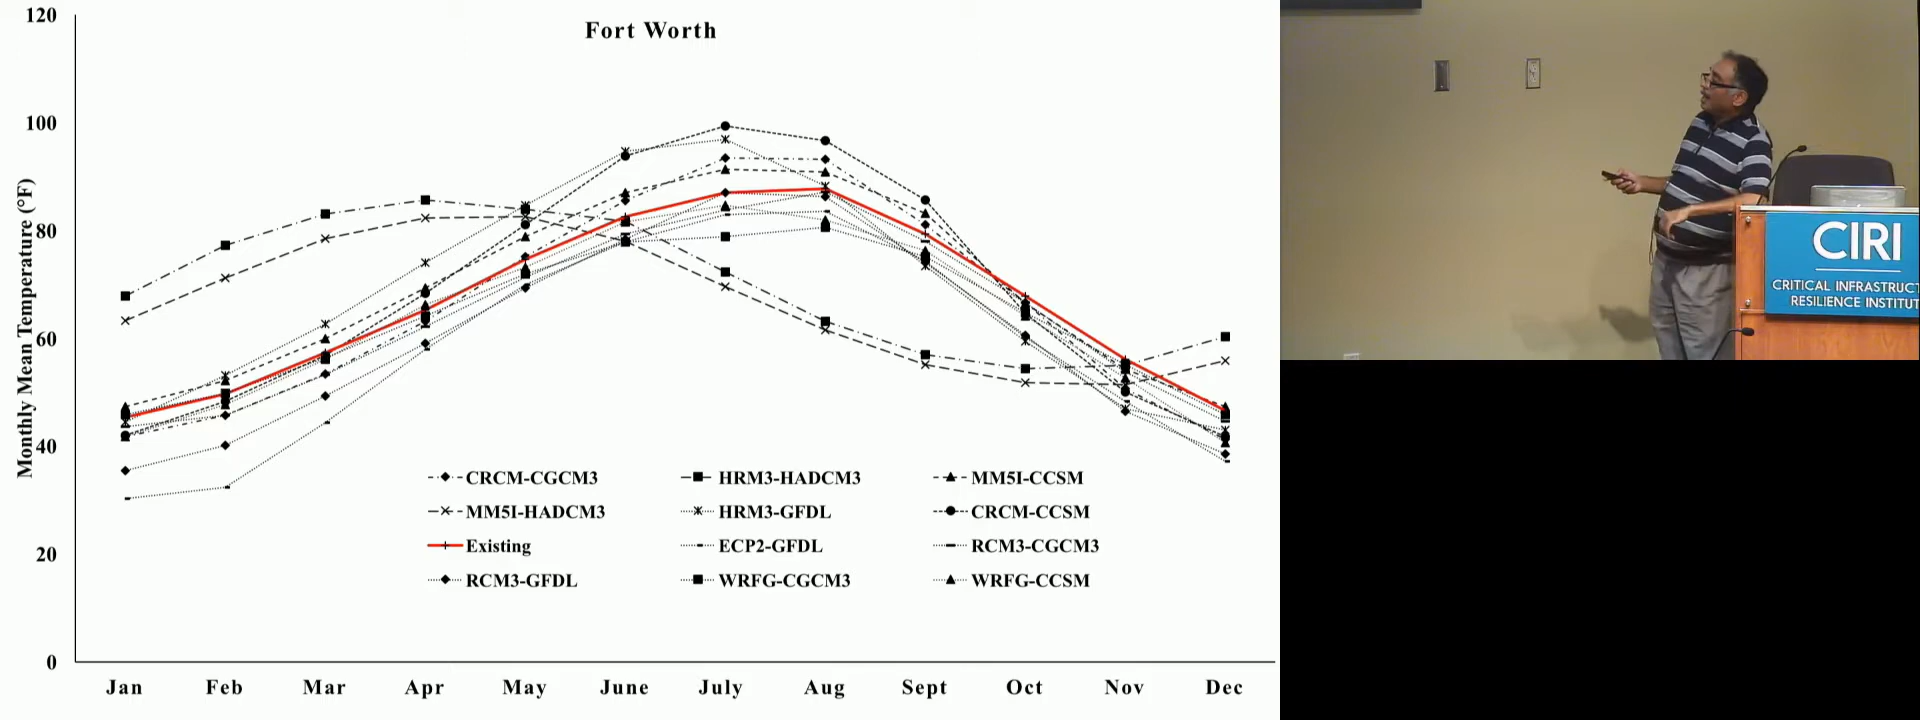 Fort Worth
Monthly Mean Temperature (°F)
120
100
80
60
40
20
0
CRCM-CGCM3
HRM3-HADCM3
MM5I-CCSM
MM5I-HADCM3
HRM3-GFDL
CRCM-CCSM
Existing
ECP2-GFDL
RCM3-CGCM3
RCM3-GFDL
WRFG-CGCM3
WRFG-CCSM
Jan Feb Mar Apr May June July Aug Sept Oct Nov Dec
CIRI
CRITICAL INFRASTRUCT
RESILIENCE INSTITUT